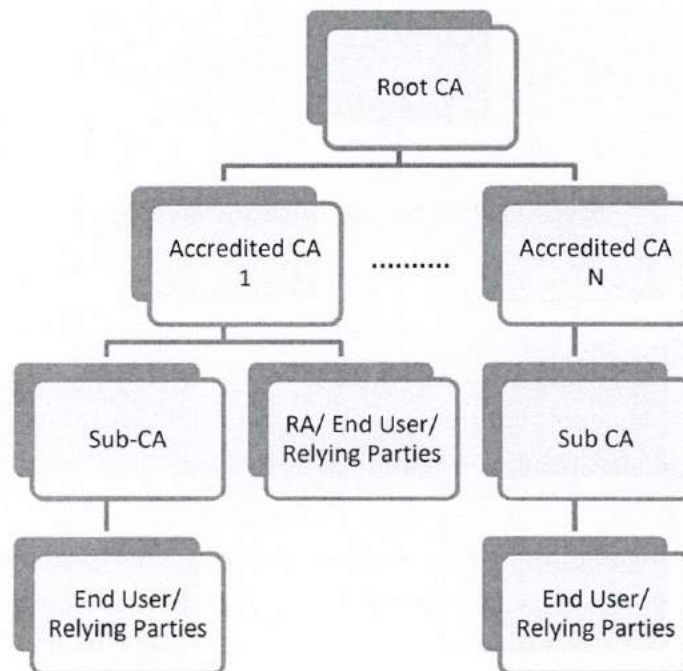 Root CA
Accredited CA
1
..........
Accredited CA
N
Sub-CA
RA/ End User/
Relying Parties
Sub CA
End User/
Relying Parties
End User/
Relying Parties